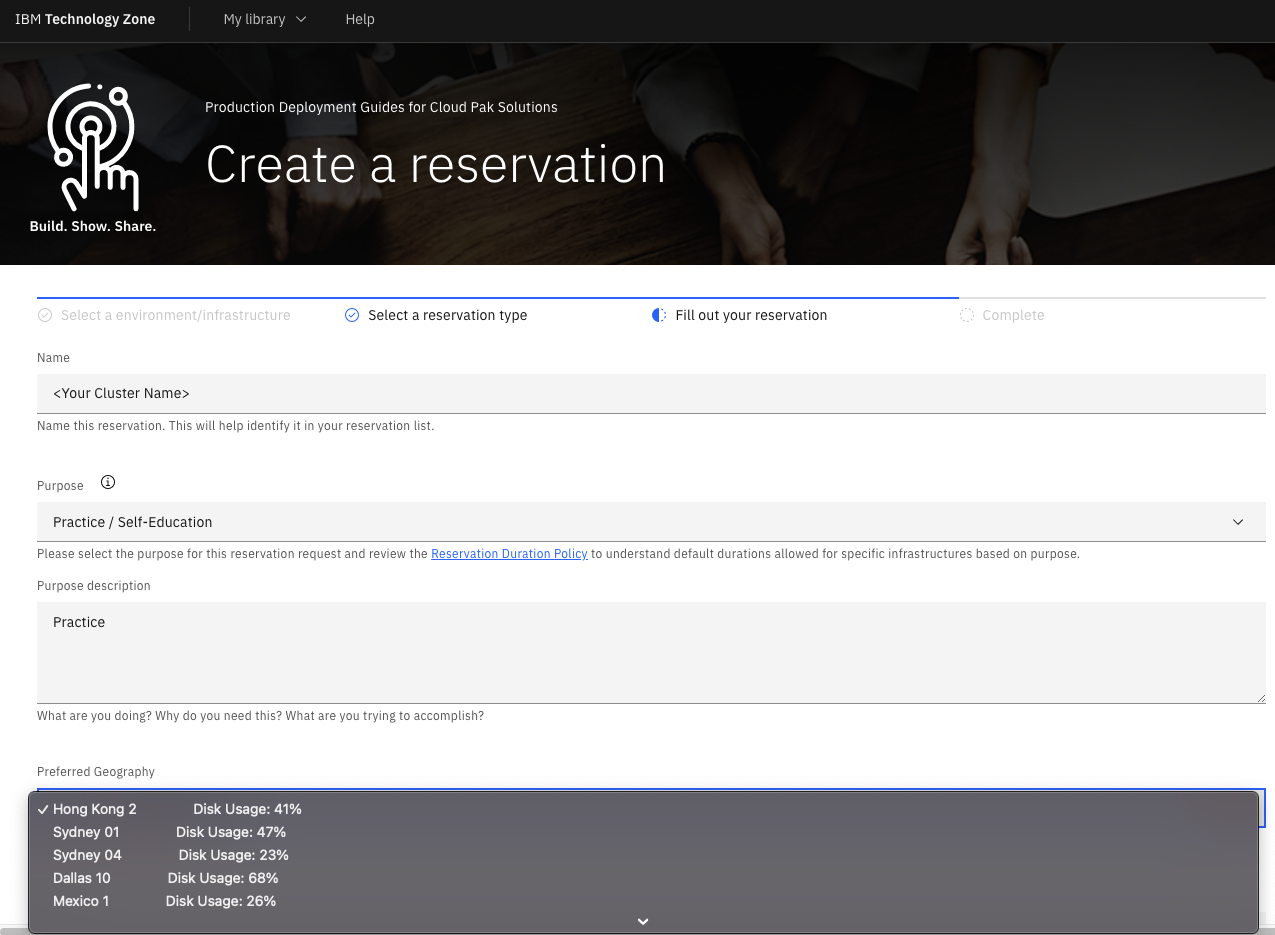 IBM Technology Zone My library Help
Production Deployment Guides for Cloud Pak Solutions
Create a reservation
Build. Show. Share.
Select a environment/infrastructure Select a reservation type Fill out your reservation Complete
Name
<Your Cluster Name>
Name this reservation. This will help identify it in your reservation list.
Purpose
Practice / Self-Education
Please select the purpose for this reservation request and review the Reservation Duration Policy to understand default durations allowed for specific infrastructures based on purpose.
Purpose description
Practice
What are you doing? Why do you need this? What are you trying to accomplish?
Preferred Geography
Hong Kong 2 Disk Usage: 41%
Sydney 01 Disk Usage: 47%
Sydney 04 Disk Usage: 23%
Dallas 10 Disk Usage: 68%
Mexico 1 Disk Usage: 26%